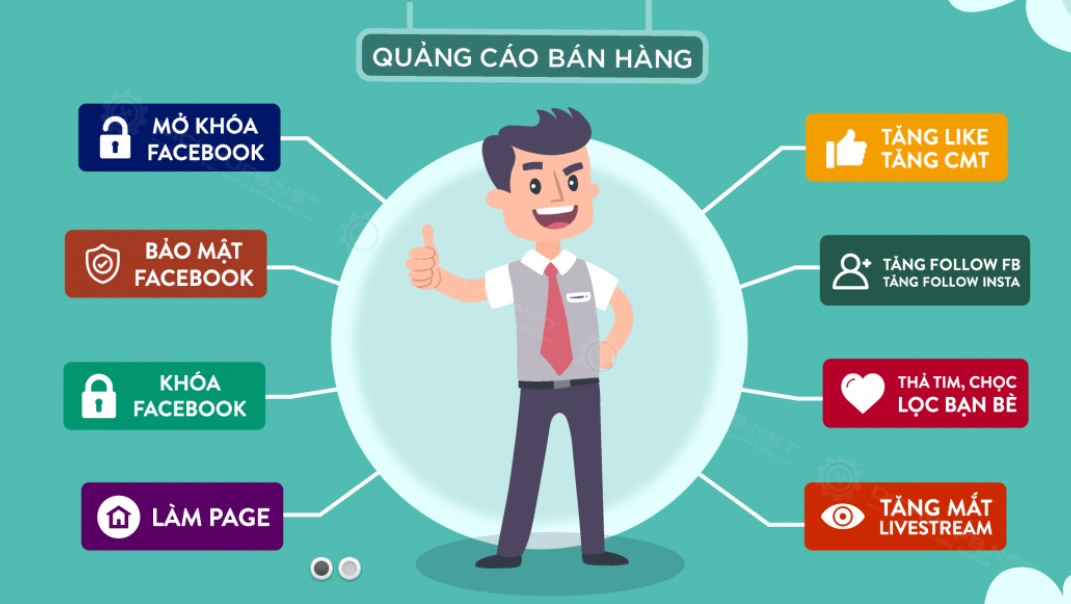 QUẢNG CÁO BÁN HÀNG
MỞ KHÓA
FACEBOOK
BẢO MẬT
FACEBOOK
KHÓA
FACEBOOK
LÀM PAGE
TĂNG LIKE
TĂNG CMT
TĂNG FOLLOW FB
TĂNG FOLLOW INSTA
THẢ TIM, CHỌC
LỌC BẠN BÈ
TĂNG MẮT
LIVESTREAM